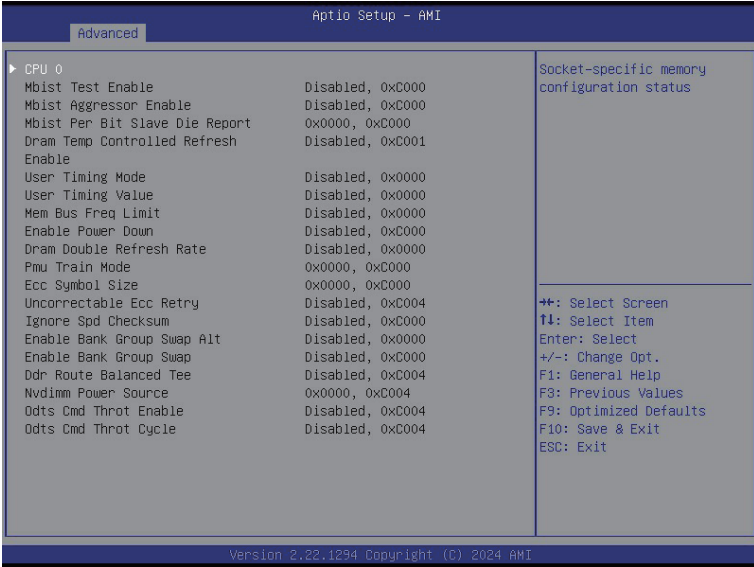 Aptio Setup – AMI
Advanced
CPU 0
Mbist Test Enable Disabled, 0xC000
Mbist Aggressor Enable Disabled, 0xC000
Mbist Per Bit Slave Die Report 0x0000, 0xC000
Dram Temp Controlled Refresh Disabled, 0xC001
Enable
User Timing Mode Disabled, 0x0000
User Timing Value Disabled, 0x0000
Mem Bus Freq Limit Disabled, 0x0000
Enable Power Down Disabled, 0xC000
Dram Double Refresh Rate Disabled, 0x0000
Pmu Train Mode 0x0000, 0xC000
Ecc Symbol Size 0x0000, 0xC000
Uncorrectable Ecc Retry Disabled, 0xC004
Ignore Spd Checksum Disabled, 0xC000
Enable Bank Group Swap Alt Disabled, 0x0000
Enable Bank Group Swap Disabled, 0xC000
Ddr Route Balanced Tee Disabled, 0xC004
Nvdimm Power Source 0x0000, 0xC004
Odts Cmd Throt Enable Disabled, 0xC004
Odts Cmd Throt Cycle Disabled, 0xC004
Socket-specific memory
configuration status
→←: Select Screen
↑↓: Select Item
Enter: Select
+/-: Change Opt.
F1: General Help
F3: Previous Values
F9: Optimized Defaults
F10: Save & Exit
ESC: Exit
Version 2.22.1294 Copyright (C) 2024 AMI